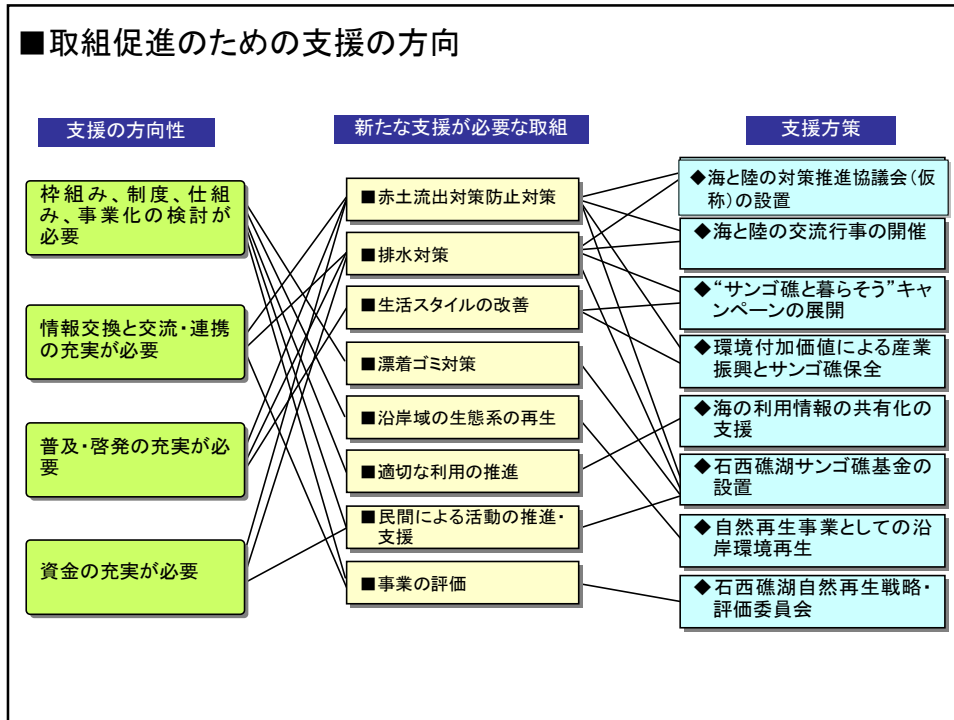 ■取組促進のための支援の方向
支援の方向性
枠組み、制度、仕組
み、事業化の検討が
必要
情報交換と交流・連携
の充実が必要
普及・啓発の充実が必
要
資金の充実が必要
新たな支援が必要な取組
■赤土流出対策防止対策
■排水対策
■生活スタイルの改善
■漂着ゴミ対策
■沿岸域の生態系の再生
■適切な利用の推進
■民間による活動の推進・
支援
■事業の評価
支援方策
◆海と陸の対策推進協議会(仮
称)の設置
◆海と陸の交流行事の開催
◆“サンゴ礁と暮らそう”キャ
ンペーンの展開
◆環境付加価値による産業
振興とサンゴ礁保全
◆海の利用情報の共有化の
支援
◆石西礁湖サンゴ礁基金の
設置
◆自然再生事業としての沿
岸環境再生
◆石西礁湖自然再生戦略・
評価委員会